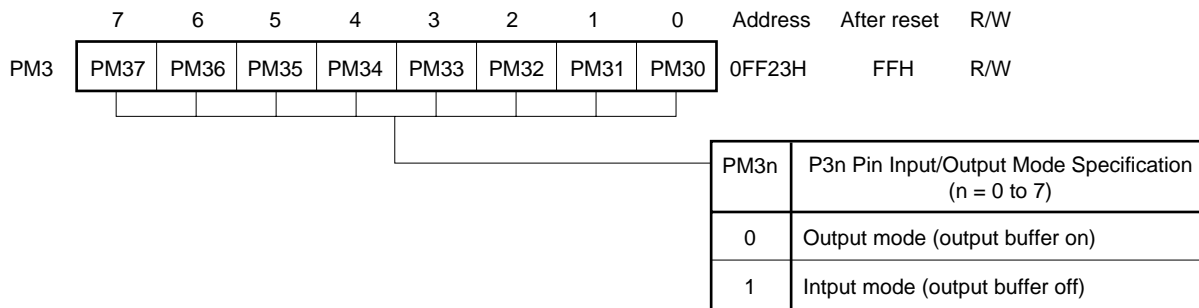 7 6 5 4 3 2 1 0 Address After reset R/W
PM3 PM37 PM36 PM35 PM34 PM33 PM32 PM31 PM30 0FF23H FFH R/W
PM3n P3n Pin Input/Output Mode Specification
(n = 0 to 7)
0 Output mode (output buffer on)
1 Intput mode (output buffer off)